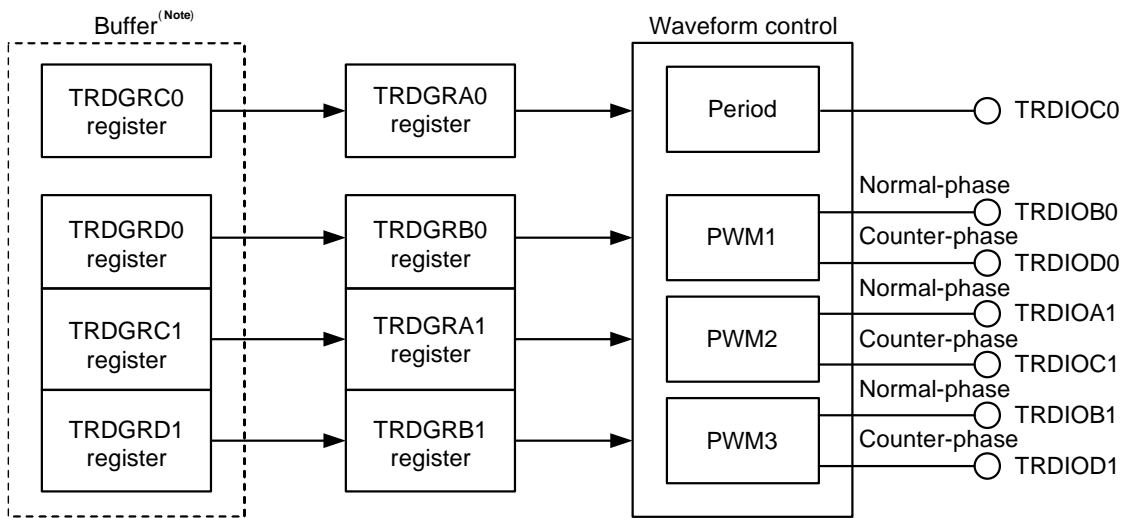 Buffer(Note)
Waveform control
TRDGRC0
register
TRDGRA0
register
Period
TRDIOC0
TRDGRD0
register
TRDGRB0
register
PWM1
Normal-phase
TRDIOB0
Counter-phase
TRDIOD0
TRDGRC1
register
TRDGRA1
register
PWM2
Normal-phase
TRDIOA1
Counter-phase
TRDIOC1
TRDGRD1
register
TRDGRB1
register
PWM3
Normal-phase
TRDIOB1
Counter-phase
TRDIOD1